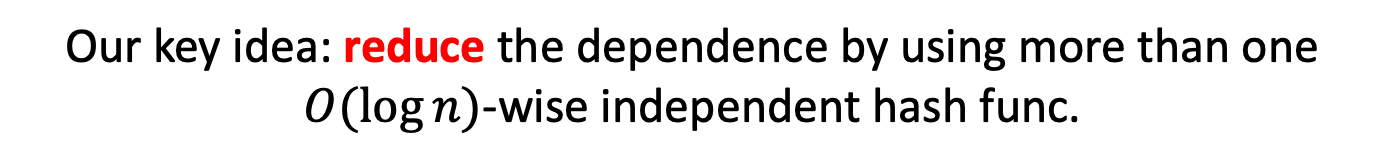 Our key idea: reduce the dependence by using more than one
O(log n)-wise independent hash func.